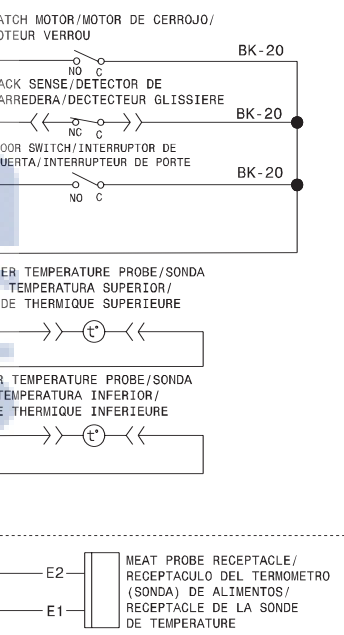 ATCH MOTOR/MOTOR DE CERROJO/
OTEUR VERROU
BK-20
NO C
ACK SENSE/DETECTOR DE
ARREDERA/DECTECTEUR GLISSIERE
BK-20
NC C
OOR SWITCH/INTERRUPTOR DE
UERTA/INTERRUPTEUR DE PORTE
BK-20
NO C
ER TEMPERATURE PROBE/SONDA
TEMPERATURA SUPERIOR/
DE THERMIQUE SUPERIEURE
t°
R TEMPERATURE PROBE/SONDA
TEMPERATURA INFERIOR/
E THERMIQUE INFERIEURE
t°
E2
E1
MEAT PROBE RECEPTACLE/
RECEPTACULO DEL TERMOMETRO
(SONDA) DE ALIMENTOS/
RECEPTACLE DE LA SONDE
DE TEMPERATURE